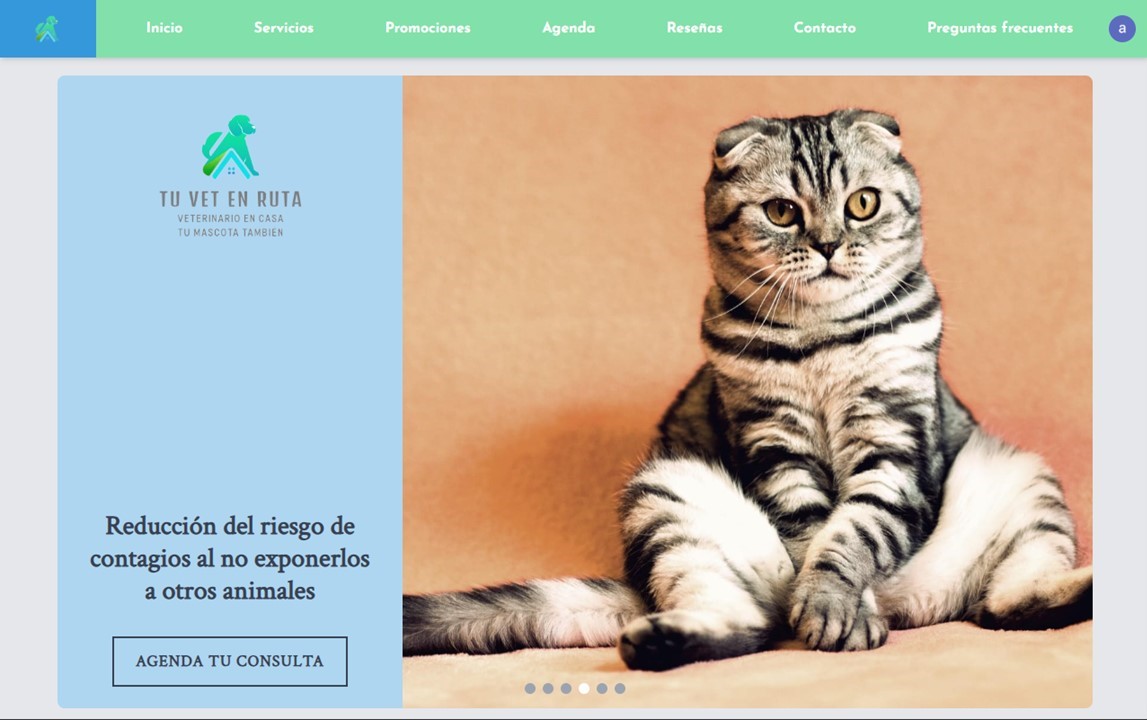 Inicio Servicios Promociones Agenda Reseñas Contacto Preguntas frecuentes a
TU VET EN RUTA
VETERINARIO EN CASA
TU MASCOTA TAMBIEN
Reducción del riesgo de
contagios al no exponerlos
a otros animales
AGENDA TU CONSULTA